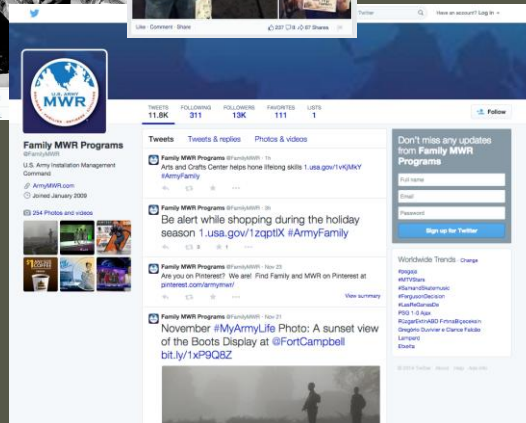 Like · Comment · Share
Twitter
Have an account? Log in
U.S. ARMY
MWR
TWEETS
11.8K
FOLLOWING
311
FOLLOWERS
13K
FAVORITES
111
LISTS
1
Follow
Family MWR Programs
@FamilyMWR
U.S. Army Installation Management
Command
ArmyMWR.com
Joined January 2009
254 Photos and videos
Tweets Tweets & replies Photos & videos
Family MWR Programs @FamilyMWR · 1h
Arts and Crafts Center helps hone lifelong skills 1.usa.gov/1vKjMkY
#ArmyFamily
Family MWR Programs @FamilyMWR
Be alert while shopping during the holiday
season 1.usa.gov/1zqptlX #ArmyFamily
Family MWR Programs @FamilyMWR · Nov 23
Are you on Pinterest? We are! Find Family and MWR on Pinterest at
pinterest.com/armymwr/
View summary
Family MWR Programs @FamilyMWR · Nov 21
November #MyArmyLife Photo: A sunset view
of the Boots Display at @FortCampbell
bit.ly/1xP9Q8Z
Don't miss any updates
from Family MWR
Programs
Full name
Email
Password
Sign up for Twitter
Worldwide Trends · Change
#MTVStars
#FergusonDecision
PSG 1-0 Ajax
Lampard